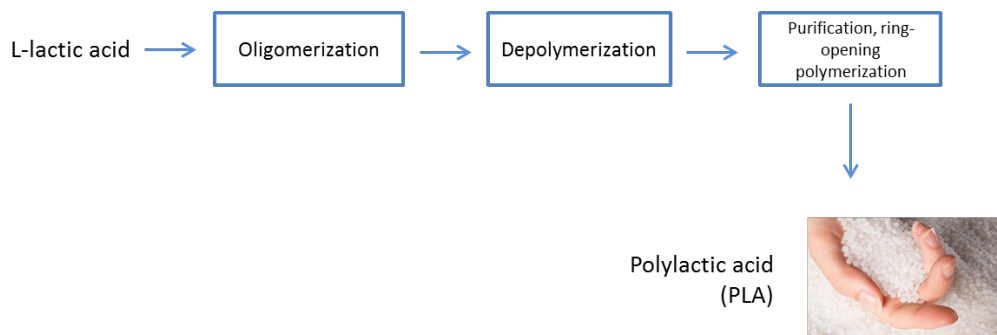 L-lactic acid
Oligomerization
Depolymerization
Purification, ring-
opening
polymerization
Polylactic acid
(PLA)